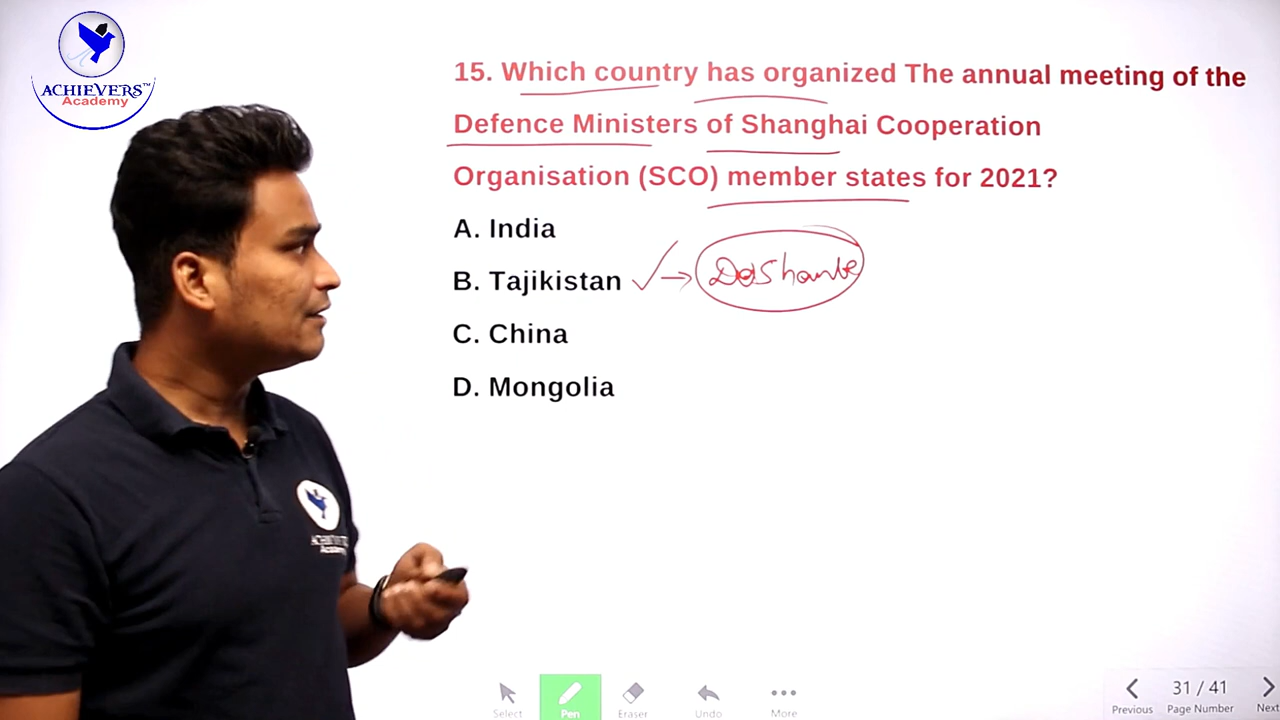 ACHIEVERS™
Academy
15. Which country has organized The annual meeting of the
Defence Ministers of Shanghai Cooperation
Organisation (SCO) member states for 2021?
A. India
B. Tajikistan
C. China
D. Mongolia
ACHIEVERS
Academy
Select
Pen
Eraser
Undo
More
Previous
31 / 41
Page Number
Next